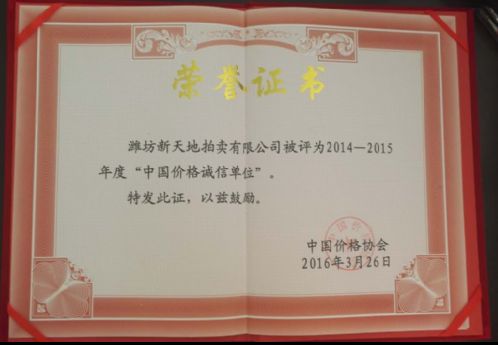 荣誉证书
潍坊新天地拍卖有限公司被评为2014—2015
年度“中国价格诚信单位”。
特发此证，以兹鼓励。
中国价格协会
2016年3月26日